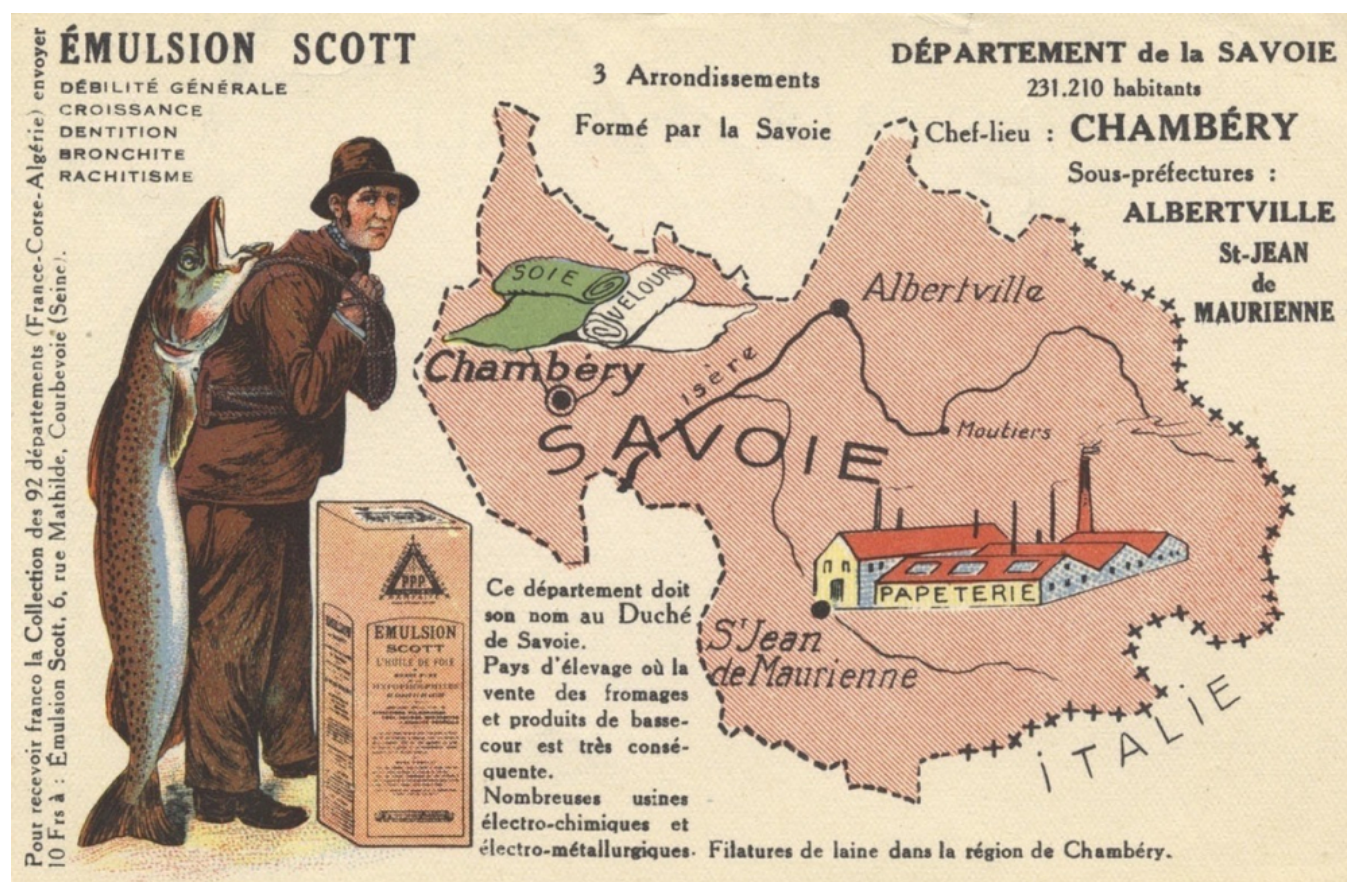 Pour recevoir franco la Collection des 92 départements (France-Corse-Algérie) envoyer
10 Frs à : Émulsion Scott, 6, rue Mathilde, Courbevoie (Seine).
ÉMULSION SCOTT
DÉBILITÉ GÉNÉRALE
CROISSANCE
DENTITION
BRONCHITE
RACHITISME
3 Arrondissements
Formé par la Savoie
DÉPARTEMENT de la SAVOIE
231.210 habitants
Chef-lieu : CHAMBÉRY
Sous-préfectures :
ALBERTVILLE
St-JEAN
de
MAURIENNE
SOIE
VELOURS
Albertville
Chambéry
Isère
SAVOIE
Moutiers
PAPETERIE
St Jean
de Maurienne
iTALiE
P.P.P.
EMULSION
SCOTT
L'HUILE DE FOIE
Ce département doit
son nom au Duché
de Savoie.
Pays d'élevage où la
vente des fromages
et produits de basse-
cour est très consé-
quente.
Nombreuses usines
électro-chimiques et
électro-métallurgiques. Filatures de laine dans la région de Chambéry.